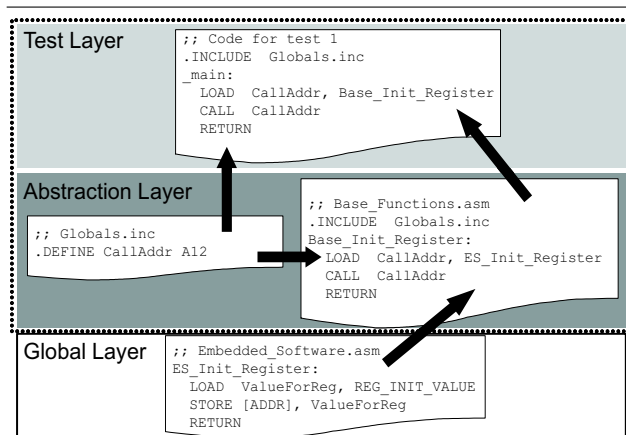 Test Layer
;; Code for test 1
.INCLUDE Globals.inc
_main:
LOAD CallAddr, Base_Init_Register
CALL CallAddr
RETURN
Abstraction Layer
;; Globals.inc
.DEFINE CallAddr A12
;; Base_Functions.asm
.INCLUDE Globals.inc
Base_Init_Register:
LOAD CallAddr, ES_Init_Register
CALL CallAddr
RETURN
Global Layer
;; Embedded_Software.asm
ES_Init_Register:
LOAD ValueForReg, REG_INIT_VALUE
STORE [ADDR], ValueForReg
RETURN